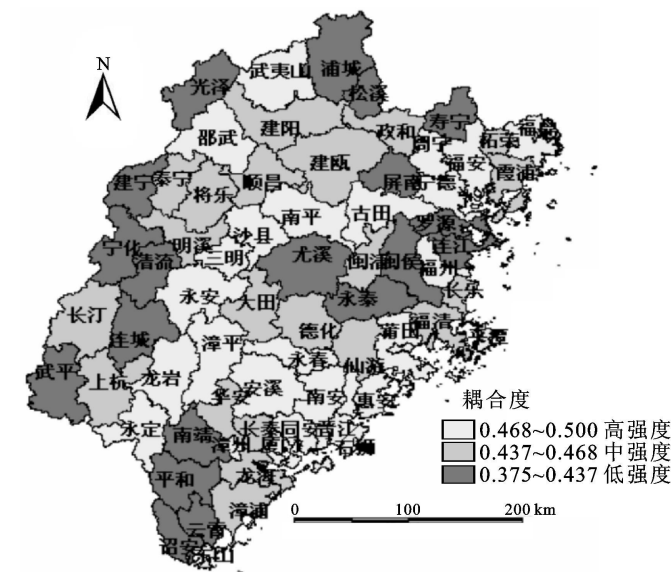 N
武夷山
浦城
光泽
松溪
建阳
邵武
政和
寿宁
周宁
柘荣
福鼎
建瓯
福安
霞浦
建宁
泰宁
将乐
顺昌
屏南
宁德
南平
古田
罗源
沙县
宁化
明溪
三明
清流
尤溪
闽清
闽侯
连江
福州
永安
大田
永泰
长乐
长汀
连城
德化
莆田
福清
平潭
漳平
武平
上杭
龙岩
永春
仙游
华安
安溪
南安
惠安
永定
南靖
长泰
同安
晋江
漳州
厦门
石狮
平和
龙海
漳浦
云霄
诏安
东山
耦合度
0.468~0.500 高强度
0.437~0.468 中强度
0.375~0.437 低强度
0 100 200 km